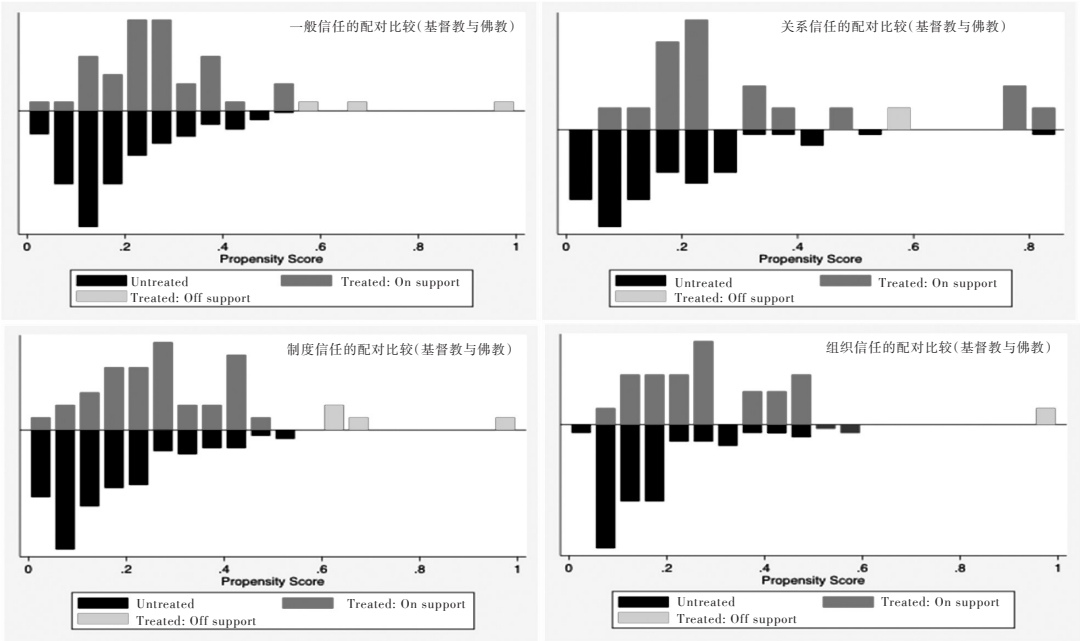 一般信任的配对比较(基督教与佛教)
0 .2 .4 .6 .8 1
Propensity Score
Untreated Treated: On support
Treated: Off support
关系信任的配对比较(基督教与佛教)
0 .2 .4 .6 .8
Propensity Score
Untreated Treated: On support
Treated: Off support
制度信任的配对比较(基督教与佛教)
0 .2 .4 .6 .8 1
Propensity Score
Untreated Treated: On support
Treated: Off support
组织信任的配对比较(基督教与佛教)
0 .2 .4 .6 .8 1
Propensity Score
Untreated Treated: On support
Treated: Off support